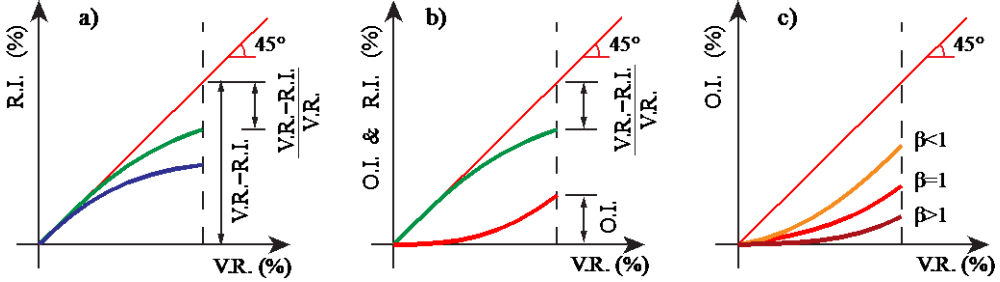 a)
R.I. (%)
45°
V.R.-R.I.
V.R.-R.I.
V.R.
V.R. (%)
b)
O.I. & R.I. (%)
45°
V.R.-R.I.
V.R.
O.I.
V.R. (%)
c)
O.I. (%)
45°
β<1
β=1
β>1
V.R. (%)